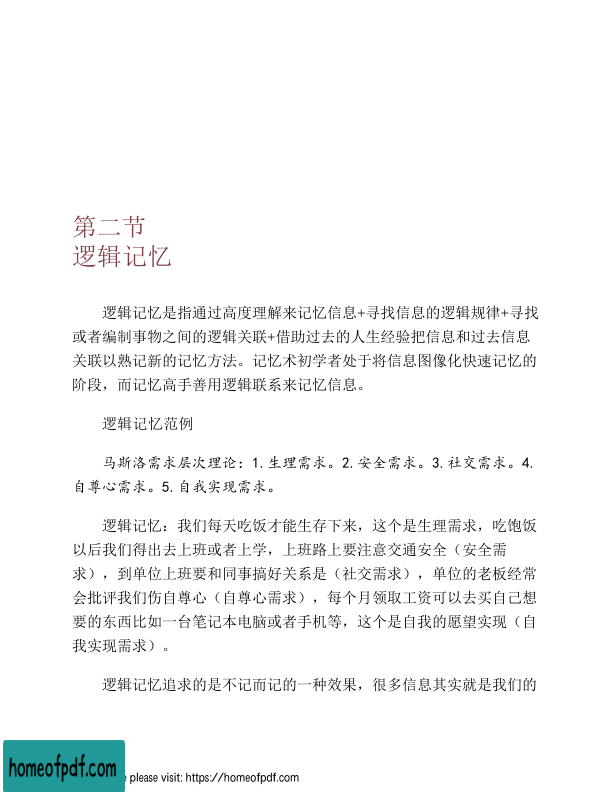 第二节
逻辑记忆
逻辑记忆是指通过高度理解来记忆信息+寻找信息的逻辑规律+寻找
或者编制事物之间的逻辑关联+借助过去的人生经验把信息和过去信息
关联以熟记新的记忆方法。记忆术初学者处于将信息图像化快速记忆的
阶段，而记忆高手善用逻辑联系来记忆信息。
逻辑记忆范例
马斯洛需求层次理论：1.生理需求。2.安全需求。3.社交需求。4.
自尊心需求。5.自我实现需求。
逻辑记忆：我们每天吃饭才能生存下来，这个是生理需求，吃饱饭
以后我们得出去上班或者上学，上班路上要注意交通安全（安全需
求），到单位上班要和同事搞好关系是（社交需求），单位的老板经常
会批评我们伤自尊心（自尊心需求），每个月领取工资可以去买自己想
要的东西比如一台笔记本电脑或者手机等，这个是自我的愿望实现（自
我实现需求）。
逻辑记忆追求的是不记而记的一种效果，很多信息其实就是我们的
homeofpdf.com
e please visit: https://homeofpdf.com